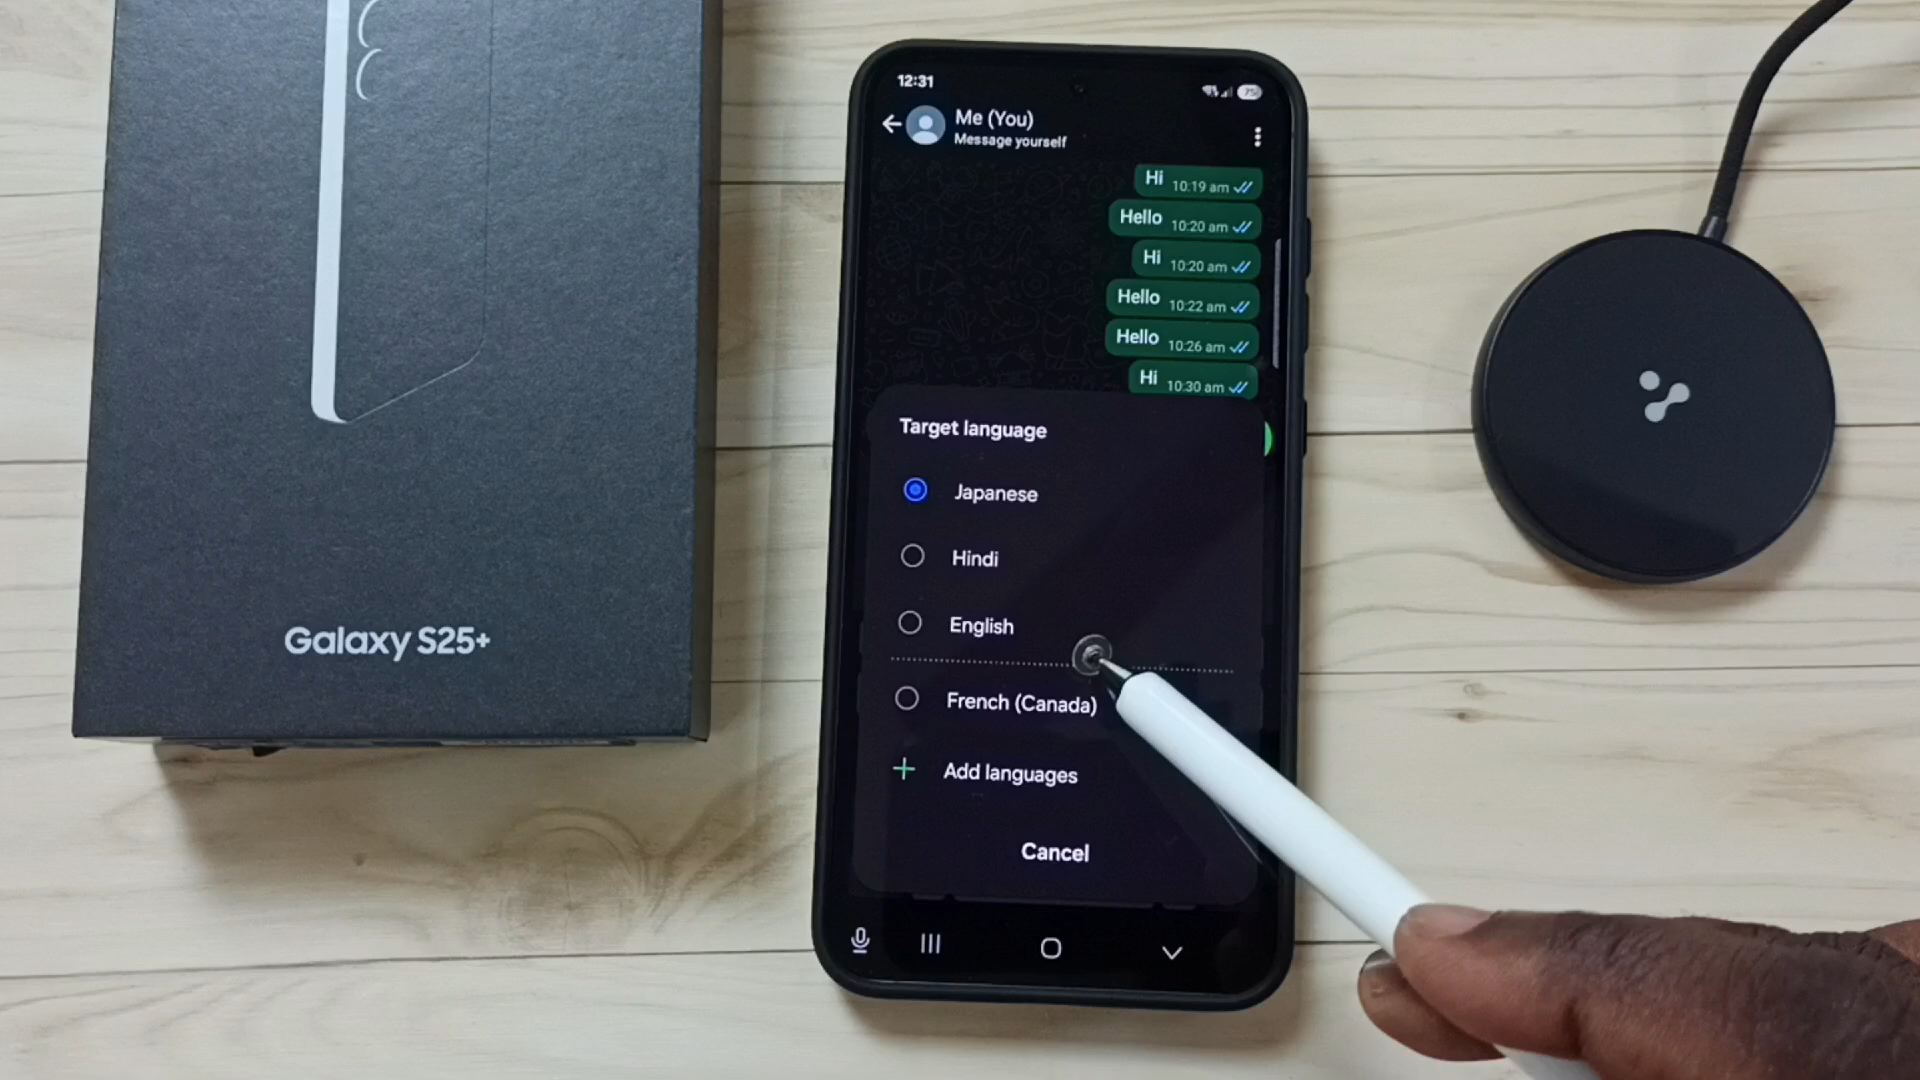 Galaxy S25+
12:31
75
Me (You)
Message yourself
Hi 10:19 am
Hello 10:20 am
Hi 10:20 am
Hello 10:22 am
Hello 10:26 am
Hi 10:30 am
Target language
Japanese
Hindi
English
French (Canada)
Add languages
Cancel